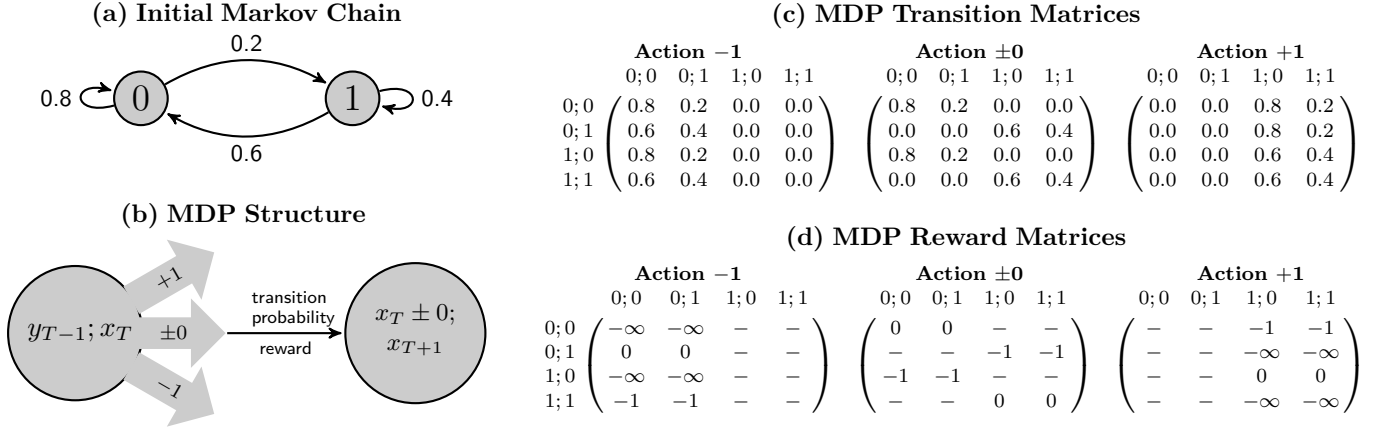 (a) Initial Markov Chain
0.2
0.8
0
1
0.4
0.6
(b) MDP Structure
+1
y_{T−1}; x_T
±0
−1
transition
probability
reward
x_T ± 0;
x_{T+1}
(c) MDP Transition Matrices
Action −1 Action ±0 Action +1
0; 0 0; 1 1; 0 1; 1 0; 0 0; 1 1; 0 1; 1 0; 0 0; 1 1; 0 1; 1
0; 0 0.8 0.2 0.0 0.0 0.8 0.2 0.0 0.0 0.0 0.0 0.8 0.2
0; 1 0.6 0.4 0.0 0.0 0.0 0.0 0.6 0.4 0.0 0.0 0.8 0.2
1; 0 0.8 0.2 0.0 0.0 0.8 0.2 0.0 0.0 0.0 0.0 0.6 0.4
1; 1 0.6 0.4 0.0 0.0 0.0 0.0 0.6 0.4 0.0 0.0 0.6 0.4
(d) MDP Reward Matrices
Action −1 Action ±0 Action +1
0; 0 0; 1 1; 0 1; 1 0; 0 0; 1 1; 0 1; 1 0; 0 0; 1 1; 0 1; 1
0; 0 −∞ −∞ − − 0 0 − − − − −1 −1
0; 1 0 0 − − − − −1 −1 − − −∞ −∞
1; 0 −∞ −∞ − − −1 −1 − − − − 0 0
1; 1 −1 −1 − − − − 0 0 − − −∞ −∞